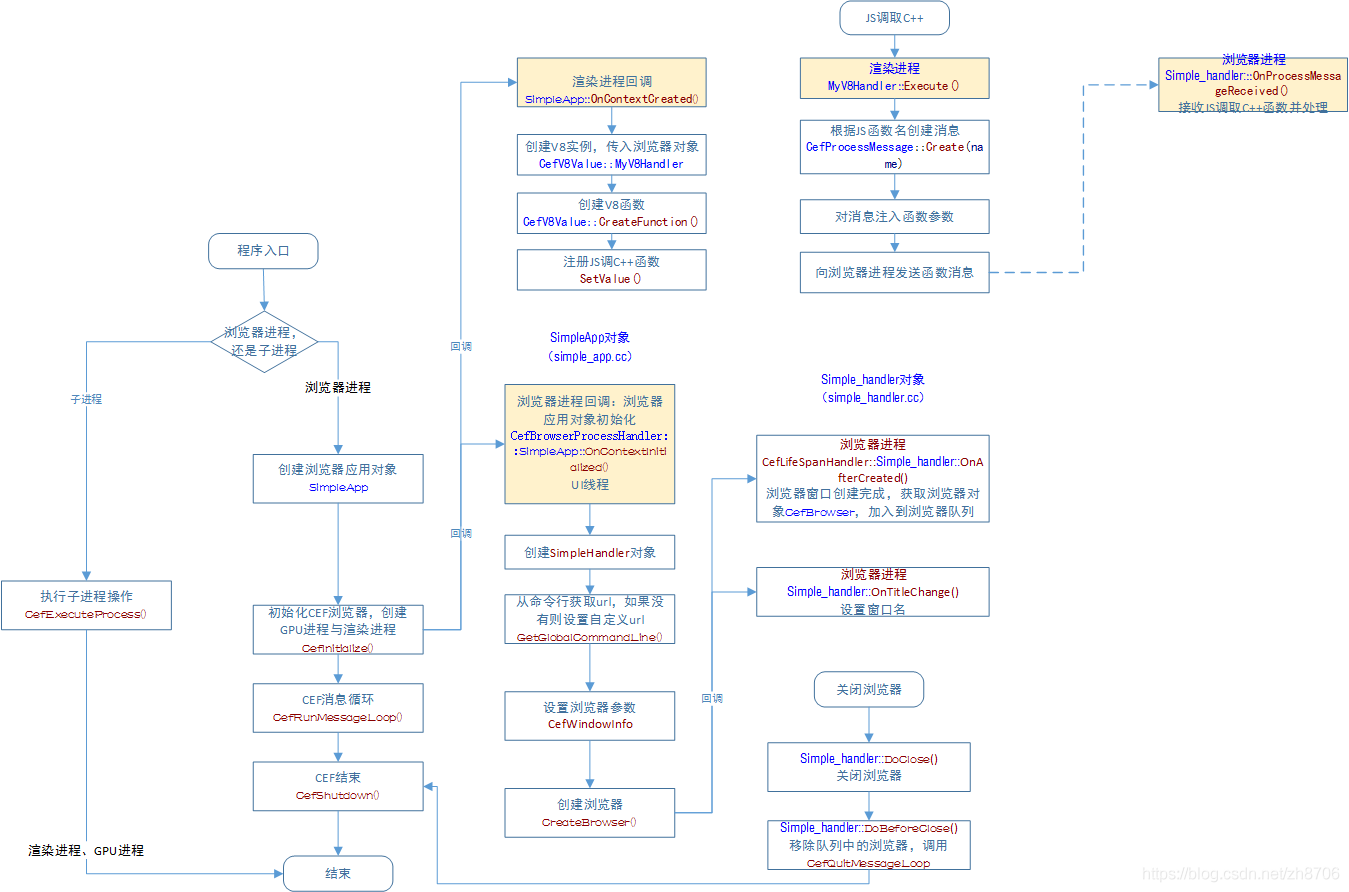 程序入口
浏览器进程，
还是子进程
子进程
浏览器进程
创建浏览器应用对象
SimpleApp
执行子进程操作
CefExecuteProcess()
初始化CEF浏览器，创建
GPU进程与渲染进程
CefInitialize()
CEF消息循环
CefRunMessageLoop()
CEF结束
CefShutdown()
渲染进程、GPU进程
结束
回调
回调
渲染进程回调
SimpleApp::OnContextCreated()
创建V8实例，传入浏览器对象
CefV8Value::MyV8Handler
创建V8函数
CefV8Value::CreateFunction()
注册JS调C++函数
SetValue()
SimpleApp对象
（simple_app.cc）
浏览器进程回调：浏览器
应用对象初始化
CefBrowserProcessHandler:
:SimpleApp::OnContextIniti
alized()
UI线程
创建SimpleHandler对象
从命令行获取url，如果没
有则设置自定义url
GetGlobalCommandLine()
设置浏览器参数
CefWindowInfo
创建浏览器
CreateBrowser()
回调
JS调取C++
渲染进程
MyV8Handler::Execute()
根据JS函数名创建消息
CefProcessMessage::Create(na
me)
对消息注入函数参数
向浏览器进程发送函数消息
浏览器进程
Simple_handler::OnProcessMessa
geReceived()
接收JS调取C++函数并处理
Simple_handler对象
（simple_handler.cc）
浏览器进程
CefLifeSpanHandler::Simple_handler::OnA
fterCreated()
浏览器窗口创建完成，获取浏览器对
象CefBrowser，加入到浏览器队列
浏览器进程
Simple_handler::OnTitleChange()
设置窗口名
关闭浏览器
Simple_handler::DoClose()
关闭浏览器
Simple_handler::DoBeforeClose()
移除队列中的浏览器，调用
CefQuitMessageLoop
https://blog.csdn.net/zh8706